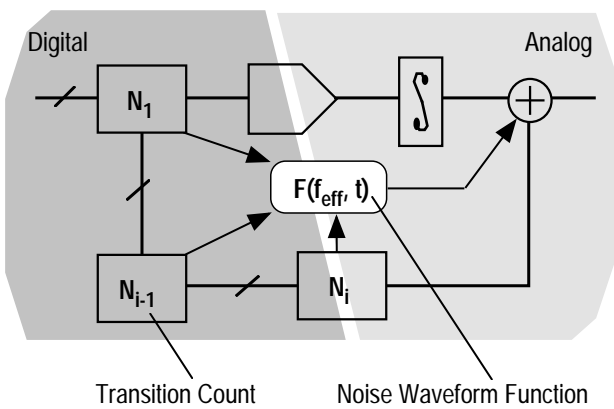 Digital
Analog
N1
F(feff, t)
Ni-1
Ni
Transition Count
Noise Waveform Function